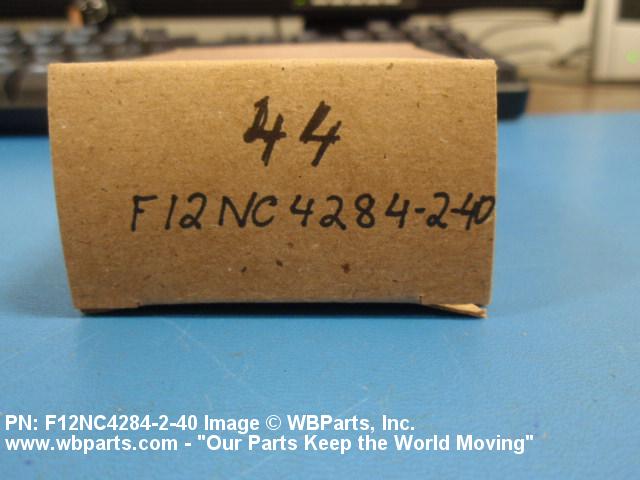 44
F12NC4284-2-40
PN: F12NC4284-2-40 Image © WBParts, Inc.
www.wbparts.com - "Our Parts Keep the World Moving"